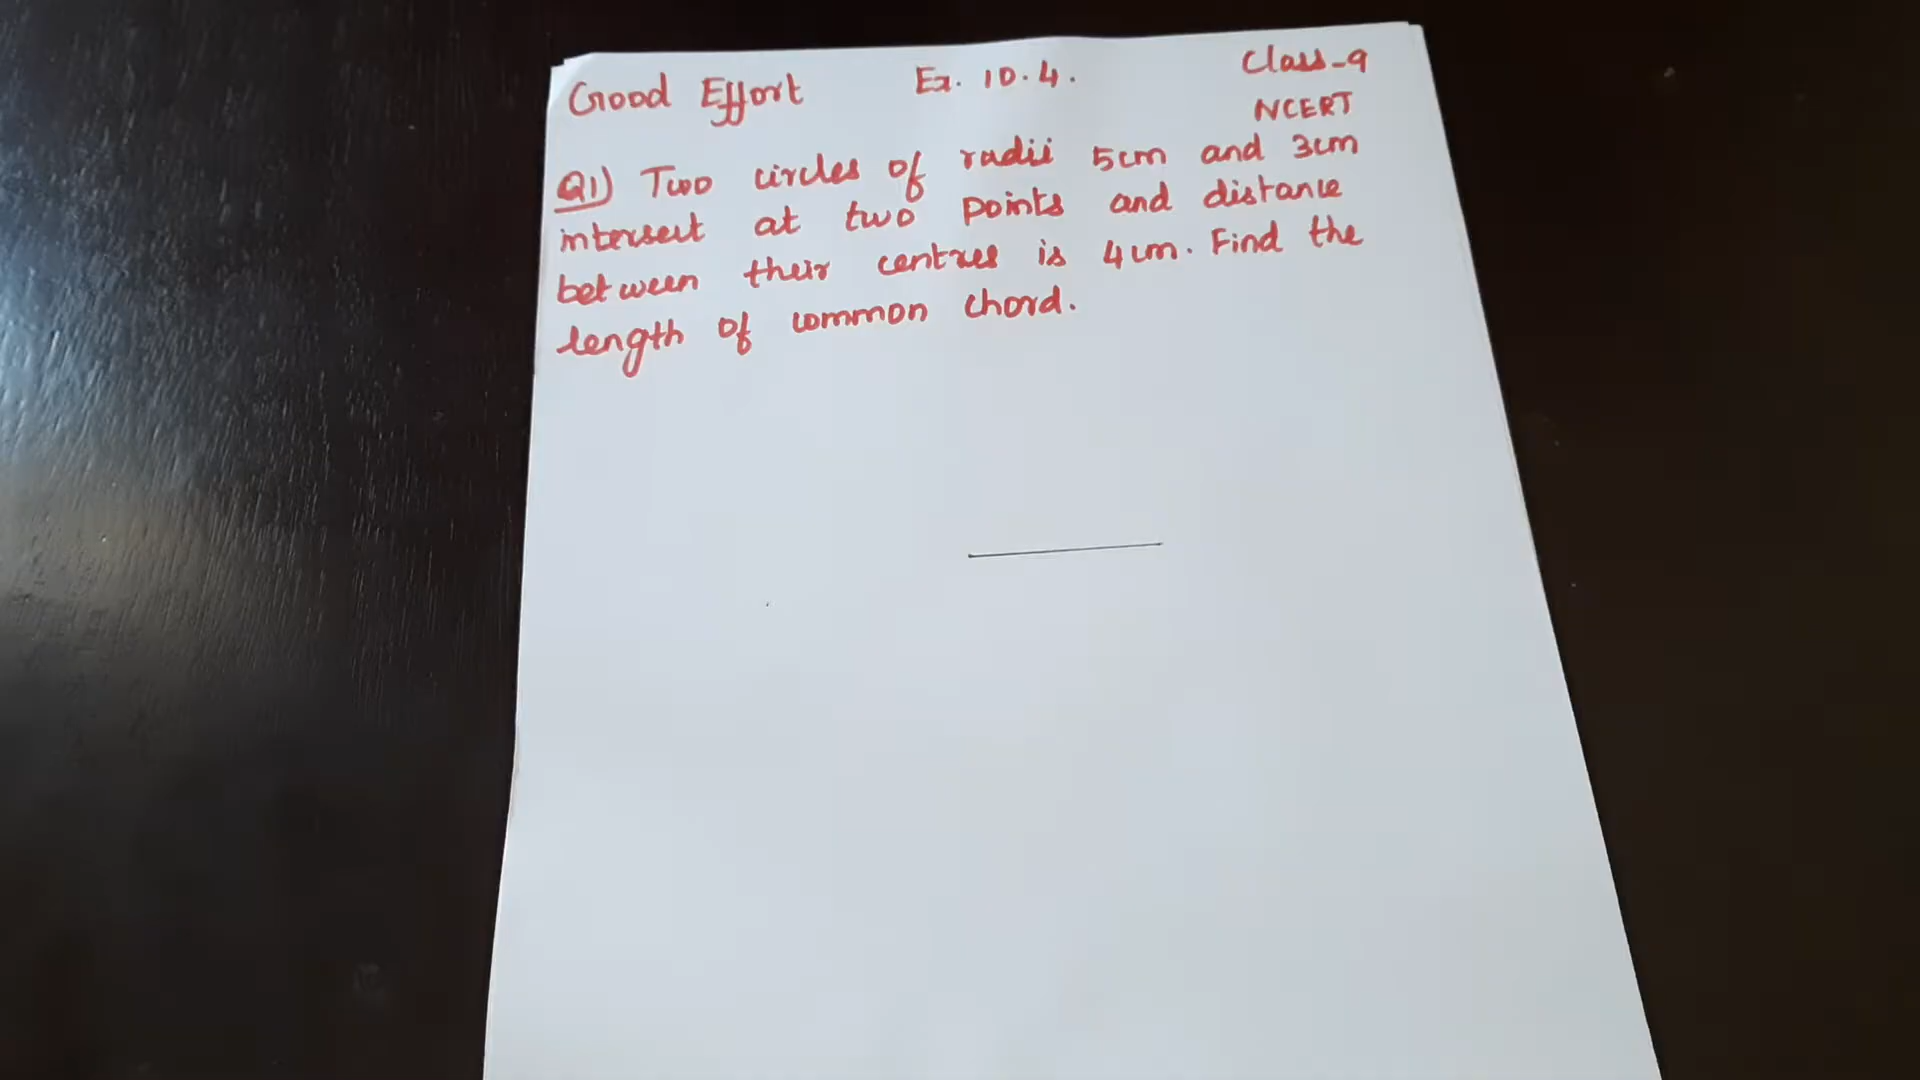 Good Effort Ex. 10.4. Class-9
NCERT
Q1) Two circles of radii 5cm and 3cm
intersect at two points and distance
between their centres is 4cm. Find the
length of common chord.